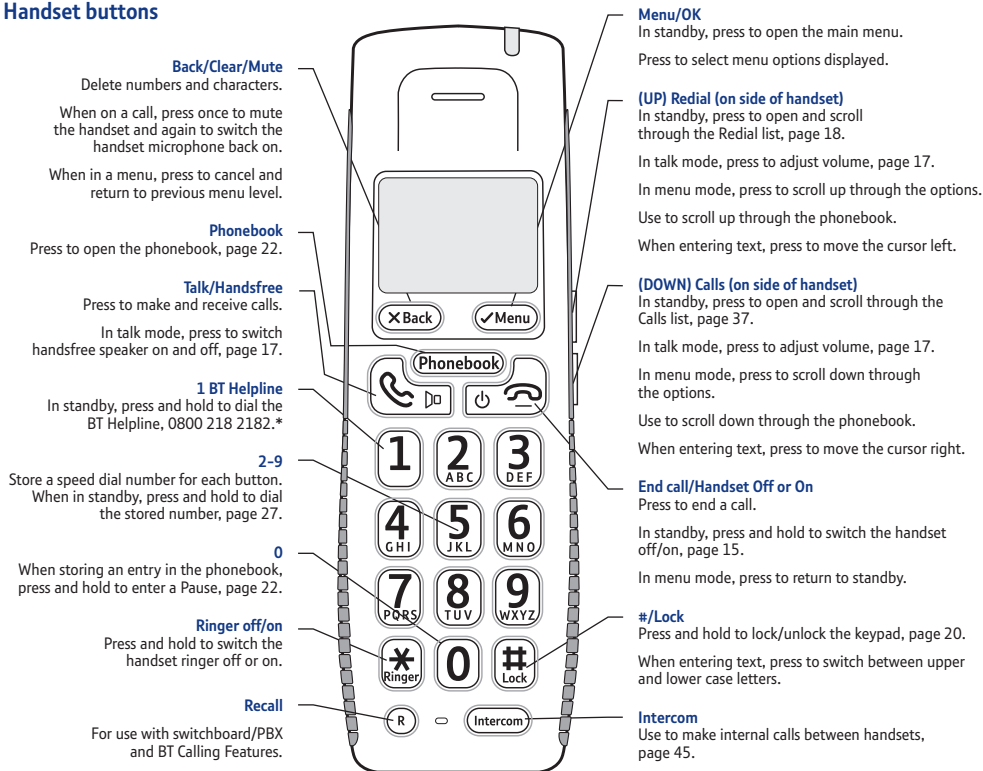 Handset buttons
Back/Clear/Mute
Delete numbers and characters.
When on a call, press once to mute
the handset and again to switch the
handset microphone back on.
When in a menu, press to cancel and
return to previous menu level.
Phonebook
Press to open the phonebook, page 22.
Talk/Handsfree
Press to make and receive calls.
In talk mode, press to switch
handsfree speaker on and off, page 17.
1 BT Helpline
In standby, press and hold to dial the
BT Helpline, 0800 218 2182.*
2-9
Store a speed dial number for each button.
When in standby, press and hold to dial
the stored number, page 27.
0
When storing an entry in the phonebook,
press and hold to enter a Pause, page 22.
Ringer off/on
Press and hold to switch the
handset ringer off or on.
Recall
For use with switchboard/PBX
and BT Calling Features.
Back
Menu
Phonebook
1
2
ABC
3
DEF
4
GHI
5
JKL
6
MNO
7
PQRS
8
TUV
9
WXYZ
*
Ringer
0
#
Lock
R
Intercom
Menu/OK
In standby, press to open the main menu.
Press to select menu options displayed.
(UP) Redial (on side of handset)
In standby, press to open and scroll
through the Redial list, page 18.
In talk mode, press to adjust volume, page 17.
In menu mode, press to scroll up through the options.
Use to scroll up through the phonebook.
When entering text, press to move the cursor left.
(DOWN) Calls (on side of handset)
In standby, press to open and scroll through the
Calls list, page 37.
In talk mode, press to adjust volume, page 17.
In menu mode, press to scroll down through
the options.
Use to scroll down through the phonebook.
When entering text, press to move the cursor right.
End call/Handset Off or On
Press to end a call.
In standby, press and hold to switch the handset
off/on, page 15.
In menu mode, press to return to standby.
#/Lock
Press and hold to lock/unlock the keypad, page 20.
When entering text, press to switch between upper
and lower case letters.
Intercom
Use to make internal calls between handsets,
page 45.